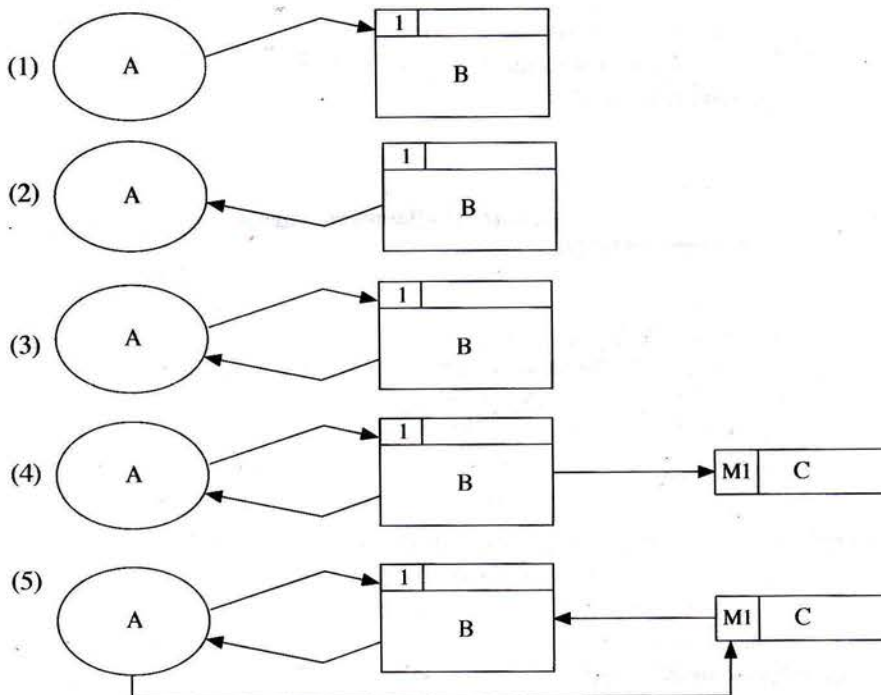 1
(1) A B
1
(2) A B
1
(3) A B
1
(4) A B M1 C
1
(5) A B M1 C